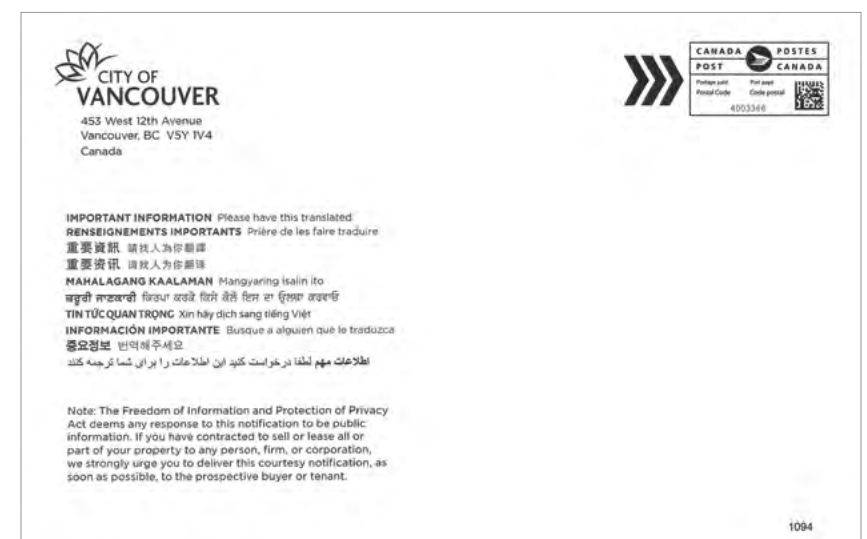 CITY OF
VANCOUVER
453 West 12th Avenue
Vancouver, BC V5Y 1V4
Canada
CANADA POSTES
POST CANADA
Postage paid Port payé
Postal Code Code postal
4003366
IMPORTANT INFORMATION Please have this translated
RENSEIGNEMENTS IMPORTANTS Prière de les faire traduire
重要資訊 請找人為你翻譯
重要资讯 请找人为你翻译
MAHALAGANG KAALAMAN Mangyaring isalin ito
ਜ਼ਰੂਰੀ ਜਾਣਕਾਰੀ ਕਿਰਪਾ ਕਰਕੇ ਕਿਸੇ ਕੋਲੋਂ ਇਸ ਦਾ ਉਲਥਾ ਕਰਵਾਓ
TIN TỨC QUAN TRỌNG Xin hãy dịch sang tiếng Việt
INFORMACIÓN IMPORTANTE Busque a alguien que le traduzca
중요정보 번역해주세요
اطلاعات مهم لطفا درخواست کنید این اطلاعات را برای شما ترجمه کنند
Note: The Freedom of Information and Protection of Privacy
Act deems any response to this notification to be public
information. If you have contracted to sell or lease all or
part of your property to any person, firm, or corporation,
we strongly urge you to deliver this courtesy notification, as
soon as possible, to the prospective buyer or tenant.
1094